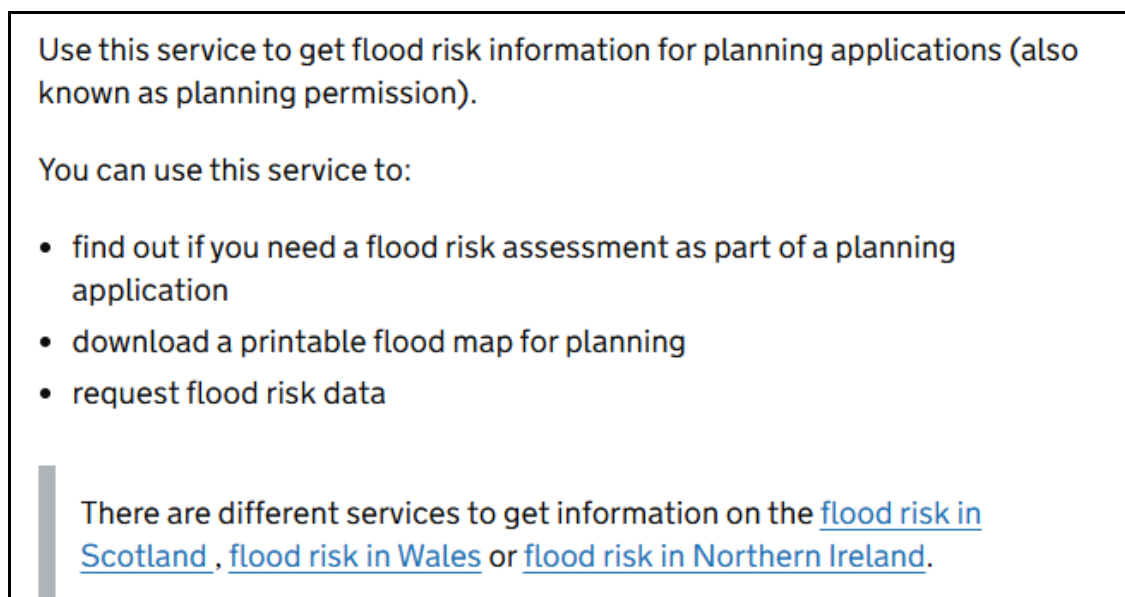 Use this service to get flood risk information for planning applications (also
known as planning permission).
You can use this service to:
• find out if you need a flood risk assessment as part of a planning
application
• download a printable flood map for planning
• request flood risk data
There are different services to get information on the flood risk in
Scotland , flood risk in Wales or flood risk in Northern Ireland.